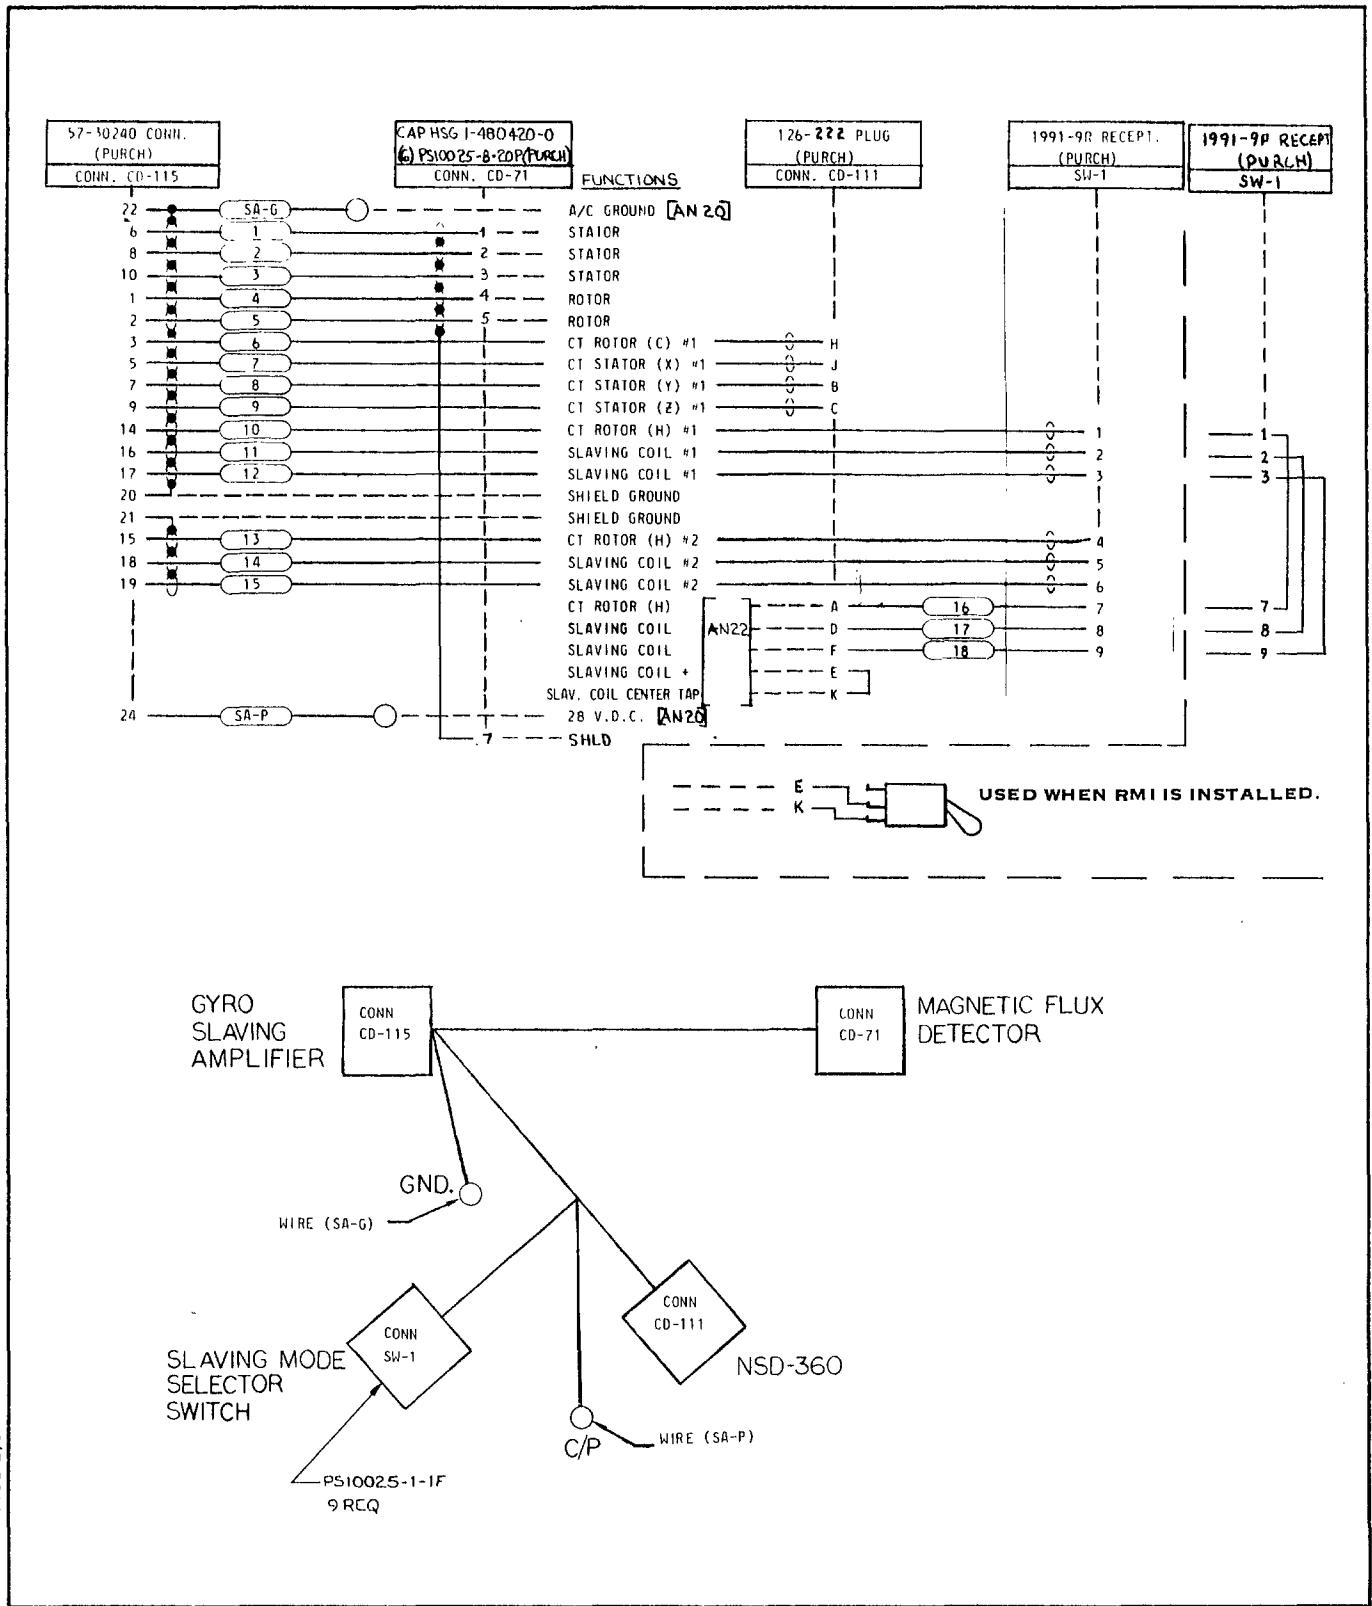 57-30240 CONN.
(PURCH)
CONN. CD-115
CAP HSG 1-480420-0
(6) PS10025-8-20P(PURCH)
CONN. CD-71
FUNCTIONS
126-222 PLUG
(PURCH)
CONN. CD-111
1991-9R RECEPT.
(PURCH)
SW-1
1991-9P RECEPT
(PURCH)
SW-1
22 SA-G A/C GROUND [AN 20]
6 1 1 STATOR
8 2 2 STATOR
10 3 3 STATOR
1 4 4 ROTOR
2 5 5 ROTOR
3 6 CT ROTOR (C) #1 H
5 7 CT STATOR (X) #1 J
7 8 CT STATOR (Y) #1 B
9 9 CT STATOR (Z) #1 C
14 10 CT ROTOR (H) #1 1 1
16 11 SLAVING COIL #1 2 2
17 12 SLAVING COIL #1 3 3
20 SHIELD GROUND
21 SHIELD GROUND
15 13 CT ROTOR (H) #2 4
18 14 SLAVING COIL #2 5
19 15 SLAVING COIL #2 6
CT ROTOR (H) A 16 7 7
SLAVING COIL AN22 D 17 8 8
SLAVING COIL F 18 9 9
SLAVING COIL + E
SLAV. COIL CENTER TAP K
24 SA-P 28 V.D.C. [AN20]
7 SHLD
E
K
USED WHEN RMI IS INSTALLED.
GYRO
SLAVING
AMPLIFIER
CONN
CD-115
CONN
CD-71
MAGNETIC FLUX
DETECTOR
GND.
WIRE (SA-G)
CONN
CD-111
NSD-360
CONN
SW-1
SLAVING MODE
SELECTOR
SWITCH
C/P
WIRE (SA-P)
PS10025-1-1F
9 REQ